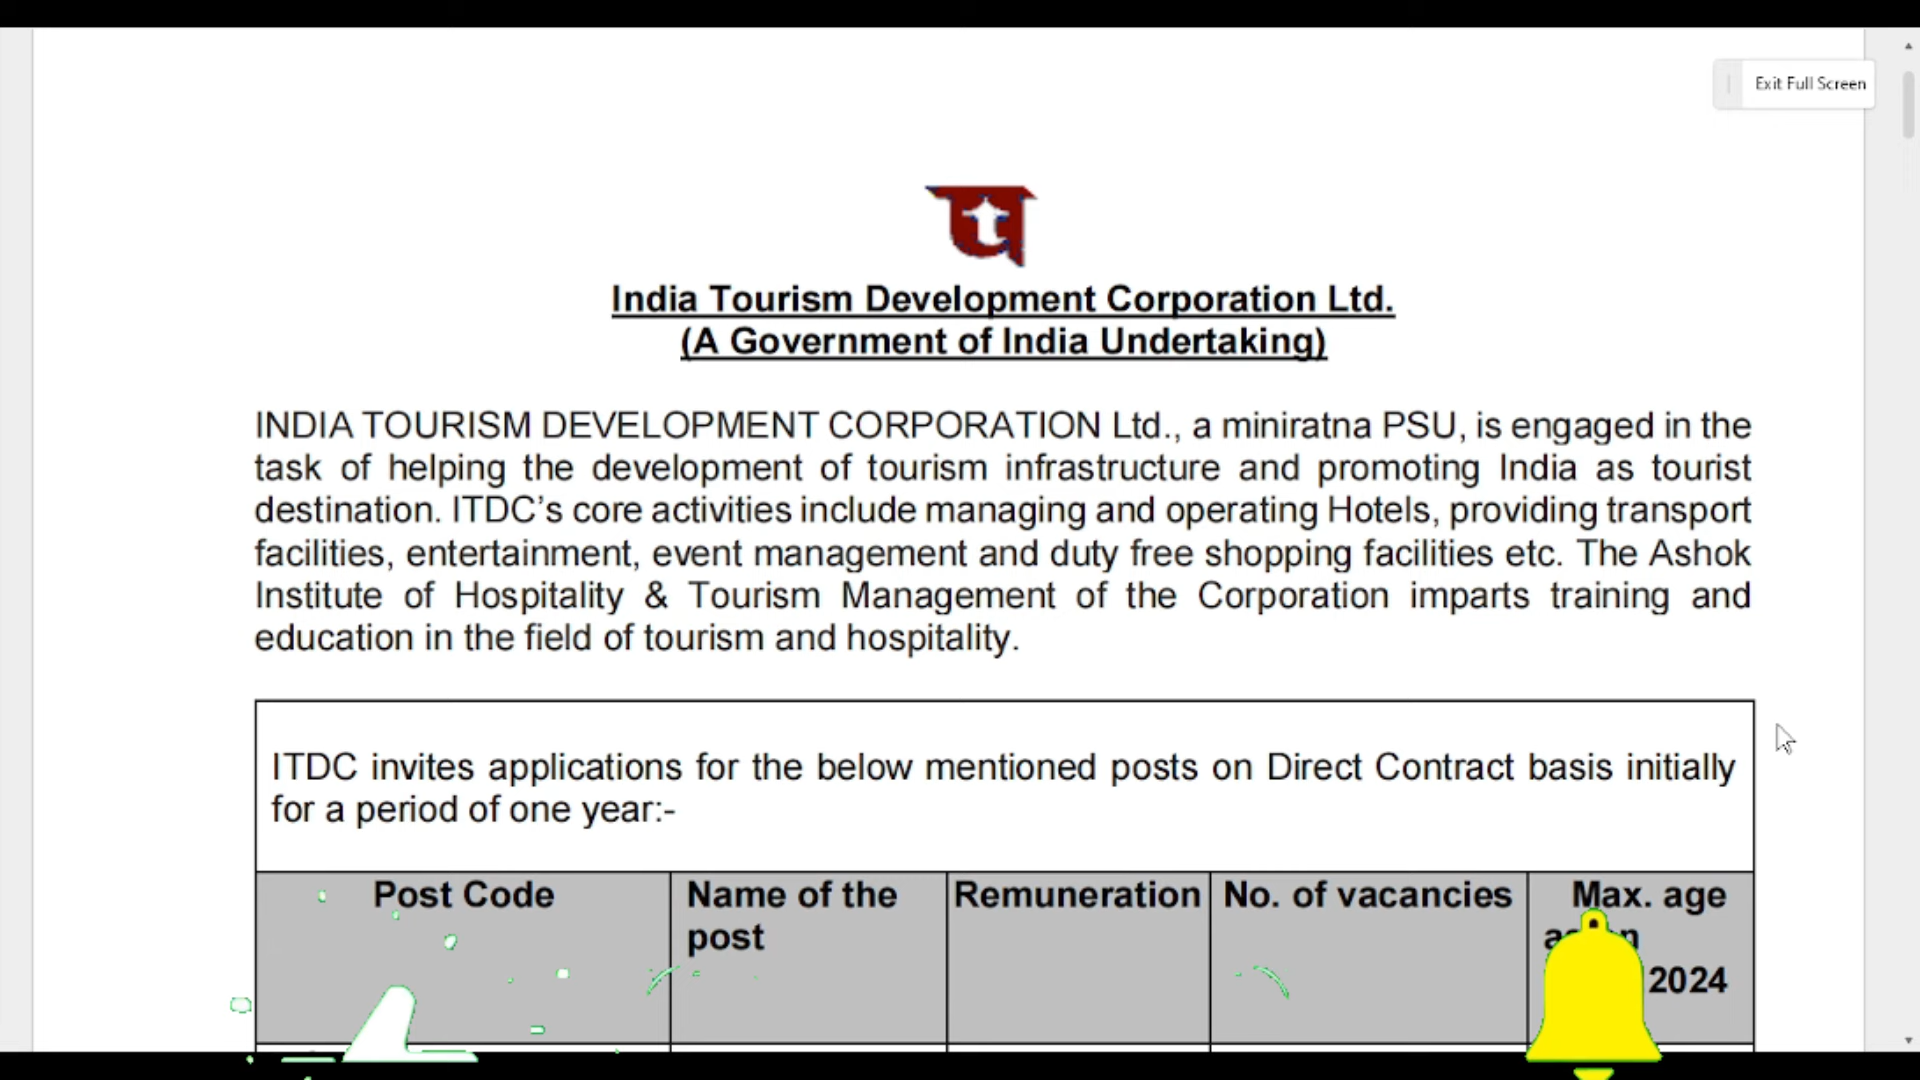 Exit Full Screen
India Tourism Development Corporation Ltd.
(A Government of India Undertaking)
INDIA TOURISM DEVELOPMENT CORPORATION Ltd., a miniratna PSU, is engaged in the
task of helping the development of tourism infrastructure and promoting India as tourist
destination. ITDC’s core activities include managing and operating Hotels, providing transport
facilities, entertainment, event management and duty free shopping facilities etc. The Ashok
Institute of Hospitality & Tourism Management of the Corporation imparts training and
education in the field of tourism and hospitality.
ITDC invites applications for the below mentioned posts on Direct Contract basis initially
for a period of one year:-
Post Code
Name of the
post
Remuneration
No. of vacancies
Max. age
2024